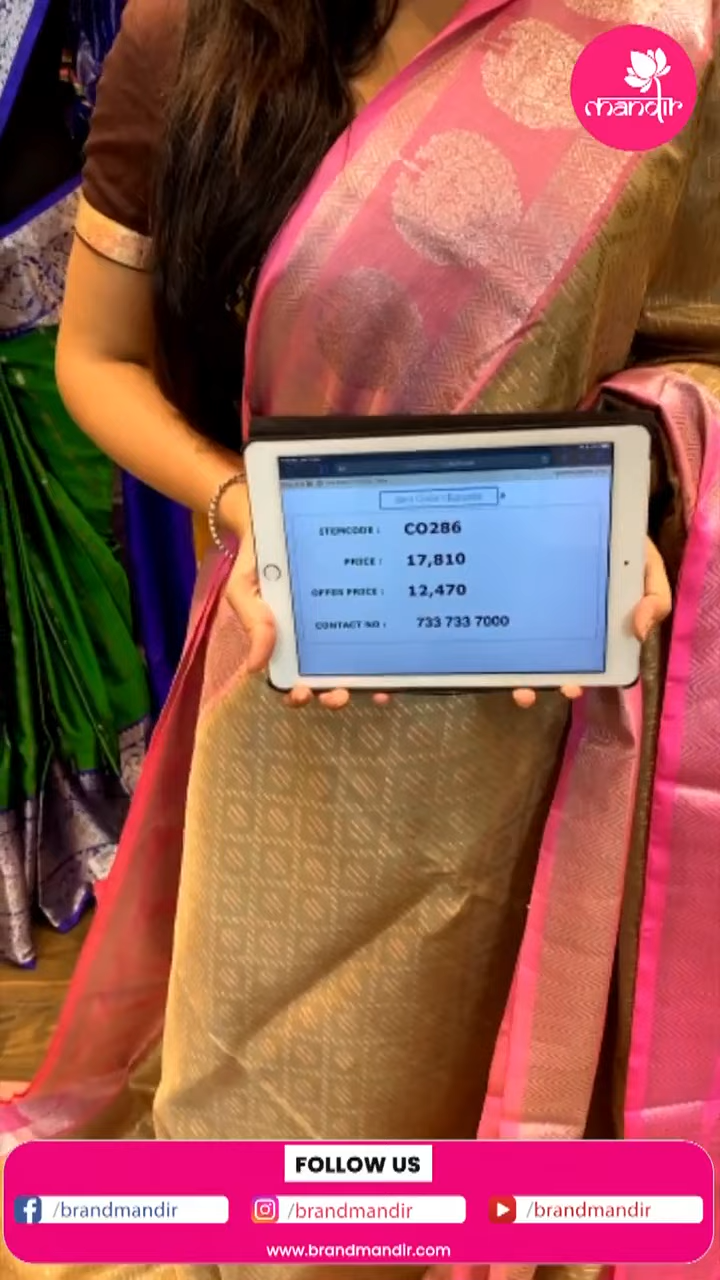 mandir
ITEMCODE : CO286
PRICE : 17,810
OFFER PRICE : 12,470
CONTACT NO : 733 733 7000
FOLLOW US
/brandmandir /brandmandir /brandmandir
www.brandmandir.com